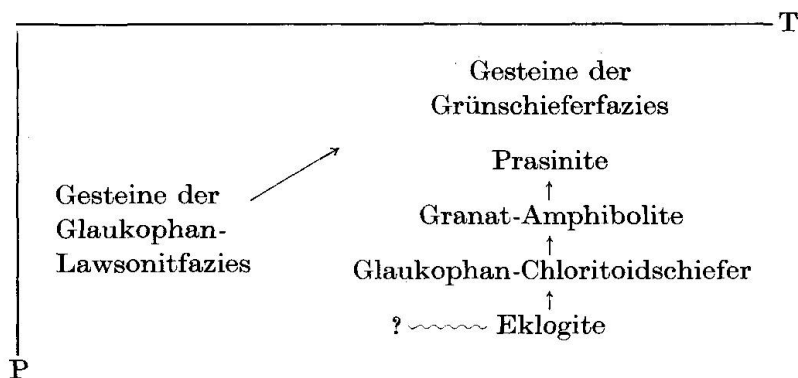 T
Gesteine der
Grünschieferfazies
Prasinite
Gesteine der
Glaukophan-
Lawsonitfazies
Granat-Amphibolite
Glaukophan-Chloritoidschiefer
? Eklogite
P